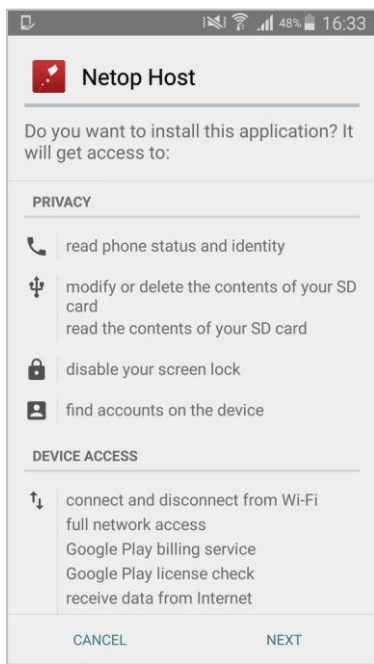 48% 16:33
Netop Host
Do you want to install this application? It
will get access to:
PRIVACY
read phone status and identity
modify or delete the contents of your SD
card
read the contents of your SD card
disable your screen lock
find accounts on the device
DEVICE ACCESS
connect and disconnect from Wi-Fi
full network access
Google Play billing service
Google Play license check
receive data from Internet
CANCEL NEXT